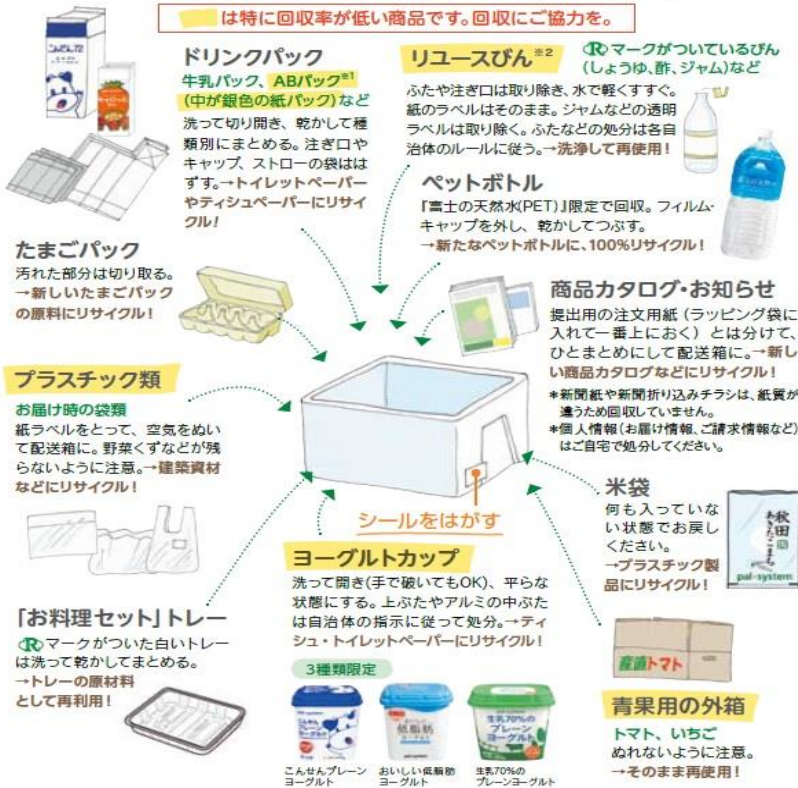 は特に回収率が低い商品です。回収にご協力を。
ドリンクパック
牛乳パック、ABパック※1
(中が銀色の紙パック)など
洗って切り開き、乾かして種
類別にまとめる。注ぎ口や
キャップ、ストローの袋ははは
ずす。→トイレットペーパー
やティシュペーパーにリサイ
クル!
リユースびん※2
Ⓡマークがついているびん
(しょうゆ、酢、ジャム)など
ふたや注ぎ口は取り除き、水で軽くすすぐ。
紙のラベルはそのまま。ジャムなどの透明
ラベルは取り除く。ふたなどの処分は各自
治体のルールに従う。→洗浄して再使用!
ペットボトル
『富士の天然水(PET)』限定で回収。フィルム・
キャップを外し、乾かしてつぶす。
→新たなペットボトルに、100%リサイクル!
たまごパック
汚れた部分は切り取る。
→新しいたまごパック
の原料にリサイクル!
商品カタログ・お知らせ
提出用の注文用紙(ラッピング袋に
入れて一番上におく)とは分けて、
ひとまとめにして配送箱に。→新し
い商品カタログなどにリサイクル!
*新聞紙や新聞折り込みチラシは、紙質が
違うため回収していません。
*個人情報(お届け情報、ご請求情報など)
はご自宅で処分してください。
プラスチック類
お届け時の袋類
紙ラベルをとって、空気をぬい
て配送箱に。野菜くずなどが残
らないように注意。→建築資材
などにリサイクル!
シールをはがす
米袋
何も入っていな
い状態でお戻し
ください。
→プラスチック製
品にリサイクル!
秋田
あきたこまち
pal-system
ヨーグルトカップ
洗って開き(手で破いてもOK)、平らな
状態にする。上ぶたやアルミの中ぶた
は自治体の指示に従って処分。→ティ
シュ・トイレットペーパーにリサイクル!
3種類限定
こんせんプレーン
ヨーグルト
おいしい低脂肪
ヨーグルト
生乳70%の
プレーンヨーグルト
「お料理セット」トレー
Ⓡマークがついた白いトレー
は洗って乾かしてまとめる。
→トレーの原材料
として再利用!
産直トマト
青果用の外箱
トマト、いちご
ぬれないように注意。
→そのまま再使用!